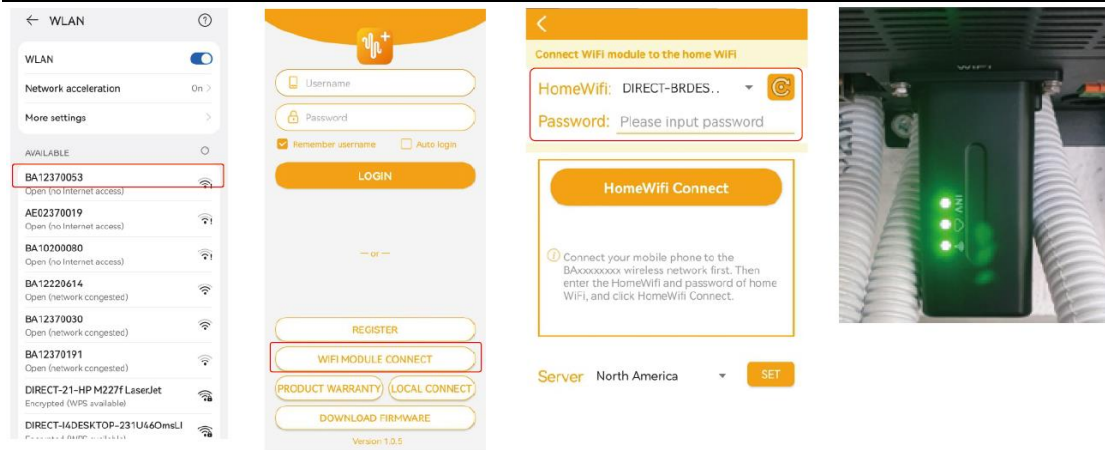 WLAN
WLAN
Network acceleration
On
More settings
AVAILABLE
BA12370053
Open (no Internet access)
AE02370019
Open (no Internet access)
BA10200080
Open (no Internet access)
BA12220614
Open (network congested)
BA12370030
Open (network congested)
BA12370191
Open (network congested)
DIRECT-21-HP M227f LaserJet
Encrypted (WPS available)
DIRECT-I4DESKTOP-231U46OmsLI
Encrypted (WPS available)
Username
Password
Remember username
Auto login
LOGIN
— or —
REGISTER
WIFI MODULE CONNECT
PRODUCT WARRANTY
LOCAL CONNECT
DOWNLOAD FIRMWARE
Version 1.0.5
Connect WiFi module to the home WiFi
HomeWifi: DIRECT-BRDES..
Password: Please input password
HomeWifi Connect
Connect your mobile phone to the
BAxxxxxxxx wireless network first. Then
enter the HomeWifi and password of home
WiFi, and click HomeWifi Connect.
Server North America SET
WIFI
INV